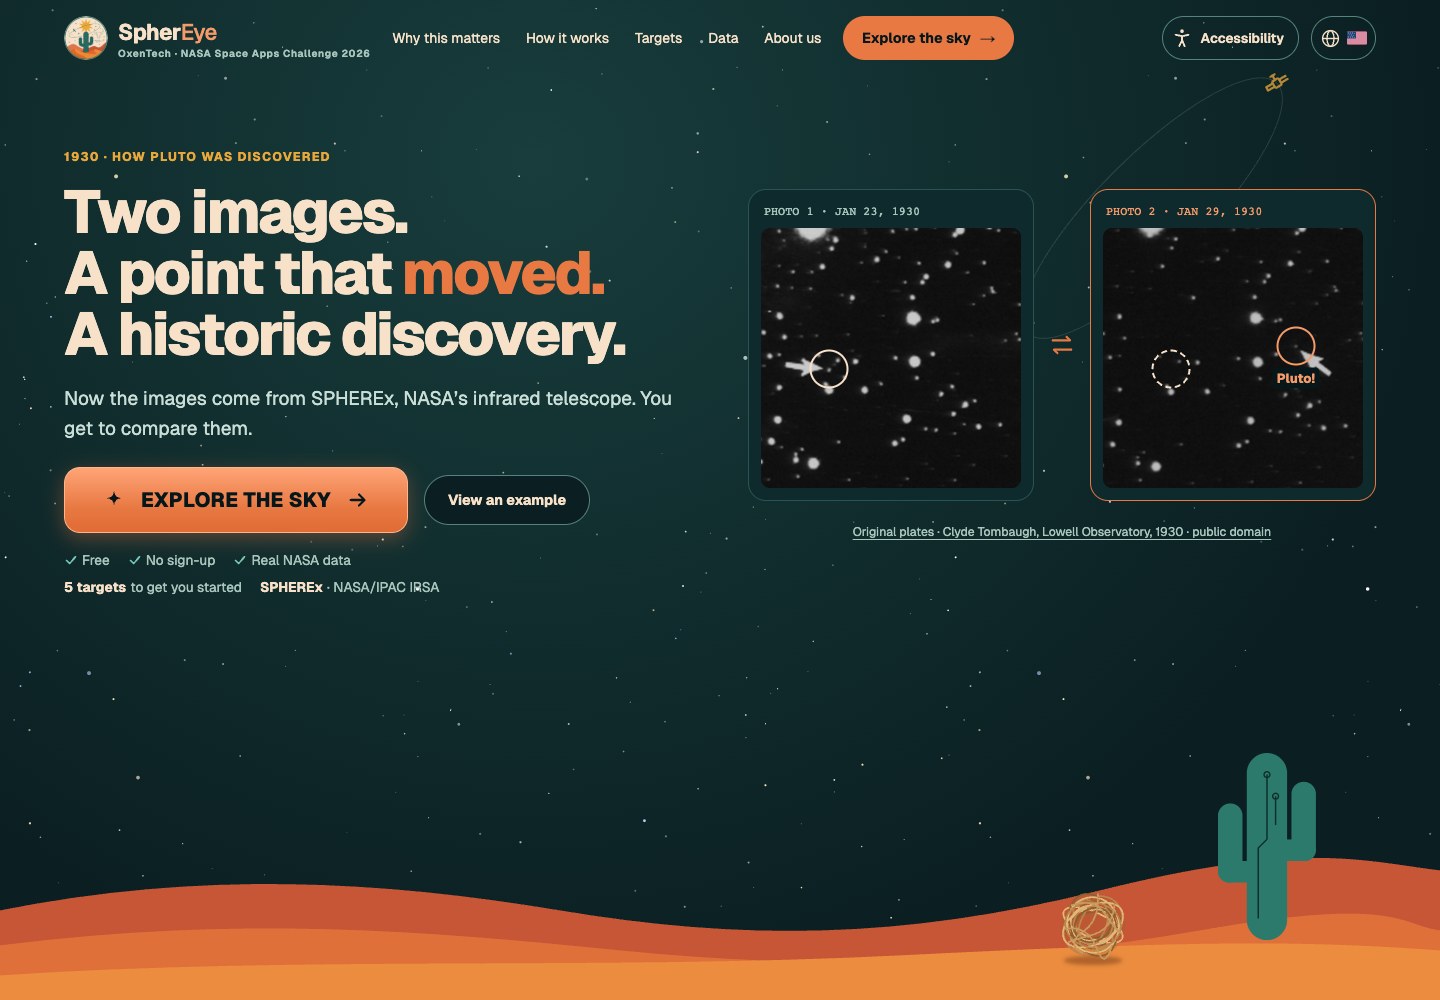 SpherEye
OxenTech · NASA Space Apps Challenge 2026
Why this matters
How it works
Targets
Data
About us
Explore the sky →
Accessibility
1930 · HOW PLUTO WAS DISCOVERED
Two images.
A point that moved.
A historic discovery.
Now the images come from SPHEREx, NASA's infrared telescope. You
get to compare them.
EXPLORE THE SKY →
View an example
Free
No sign-up
Real NASA data
5 targets to get you started
SPHEREx · NASA/IPAC IRSA
PHOTO 1 · JAN 23, 1930
PHOTO 2 · JAN 29, 1930
Pluto!
Original plates · Clyde Tombaugh, Lowell Observatory, 1930 · public domain